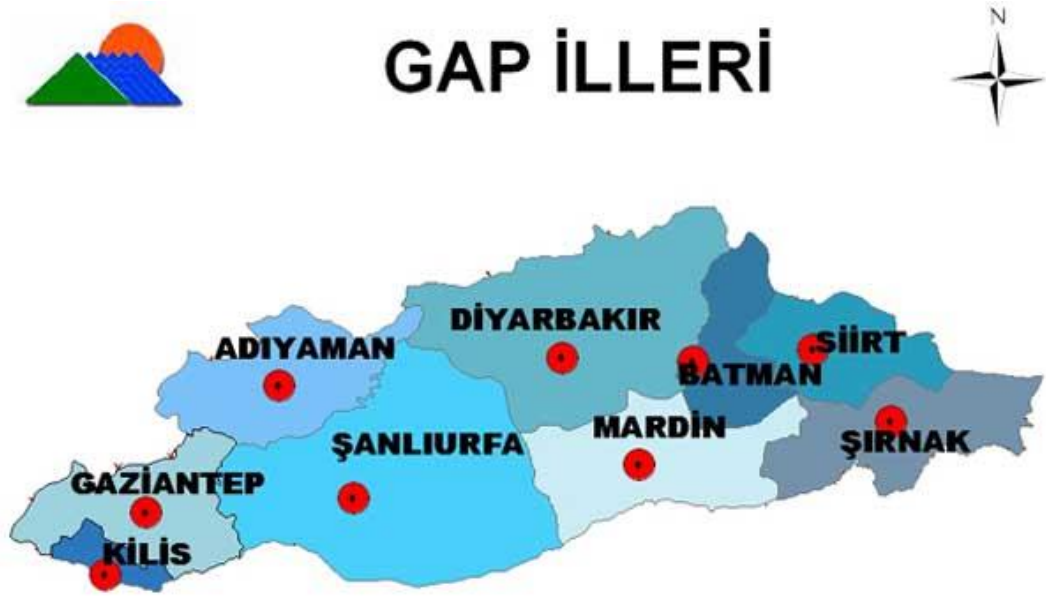 N
GAP İLLERİ
DİYARBAKIR
ADIYAMAN
SİİRT
BATMAN
MARDİN
ŞIRNAK
ŞANLIURFA
GAZİANTEP
KİLİS